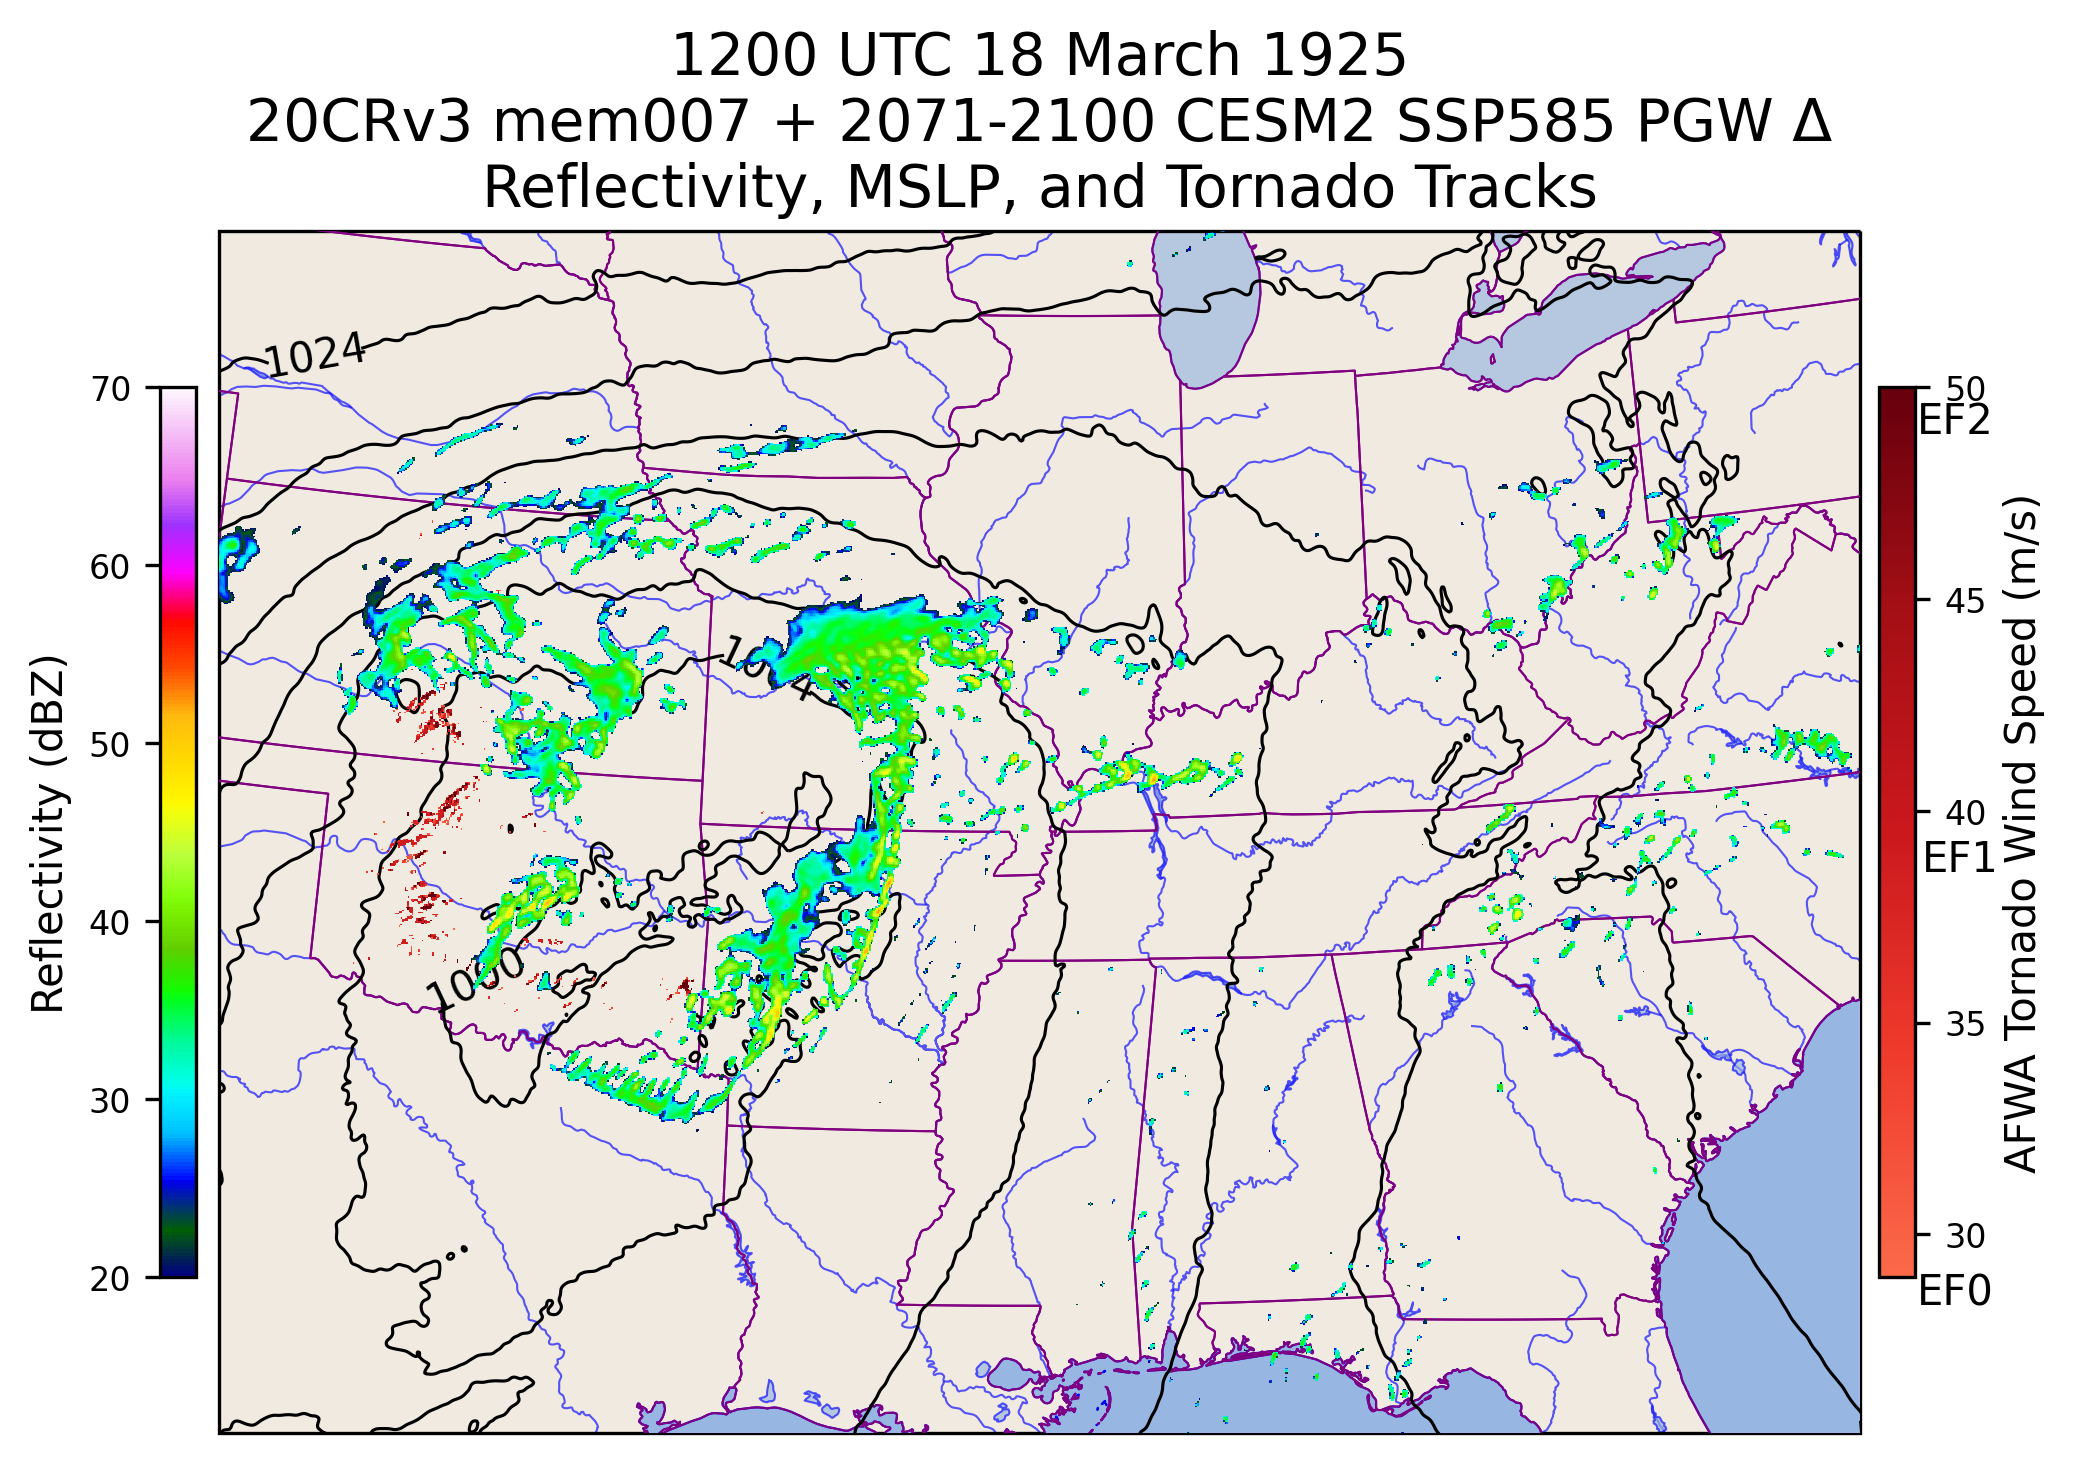 1200 UTC 18 March 1925
20CRv3 mem007 + 2071-2100 CESM2 SSP585 PGW Δ
Reflectivity, MSLP, and Tornado Tracks
1024
1000
70
60
50
40
30
20
Reflectivity (dBZ)
50
EF2
45
40
EF1
35
30
EF0
AFWA Tornado Wind Speed (m/s)